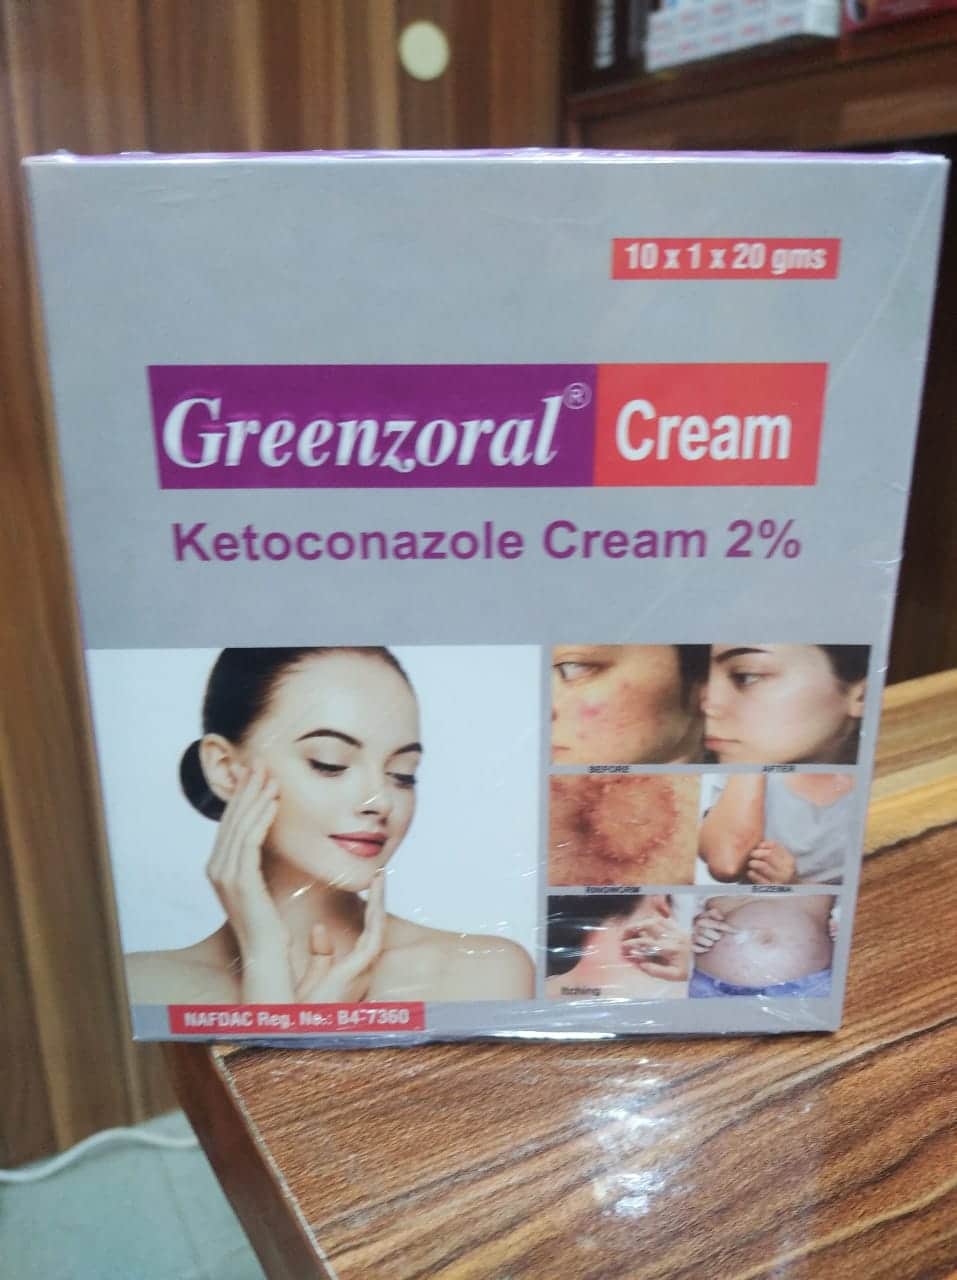 10 x 1 x 20 gms
Greenzoral® Cream
Ketoconazole Cream 2%
BEFORE AFTER
RINGWORM ECZEMA
Itching
NAFDAC Reg. No.: B4-7360